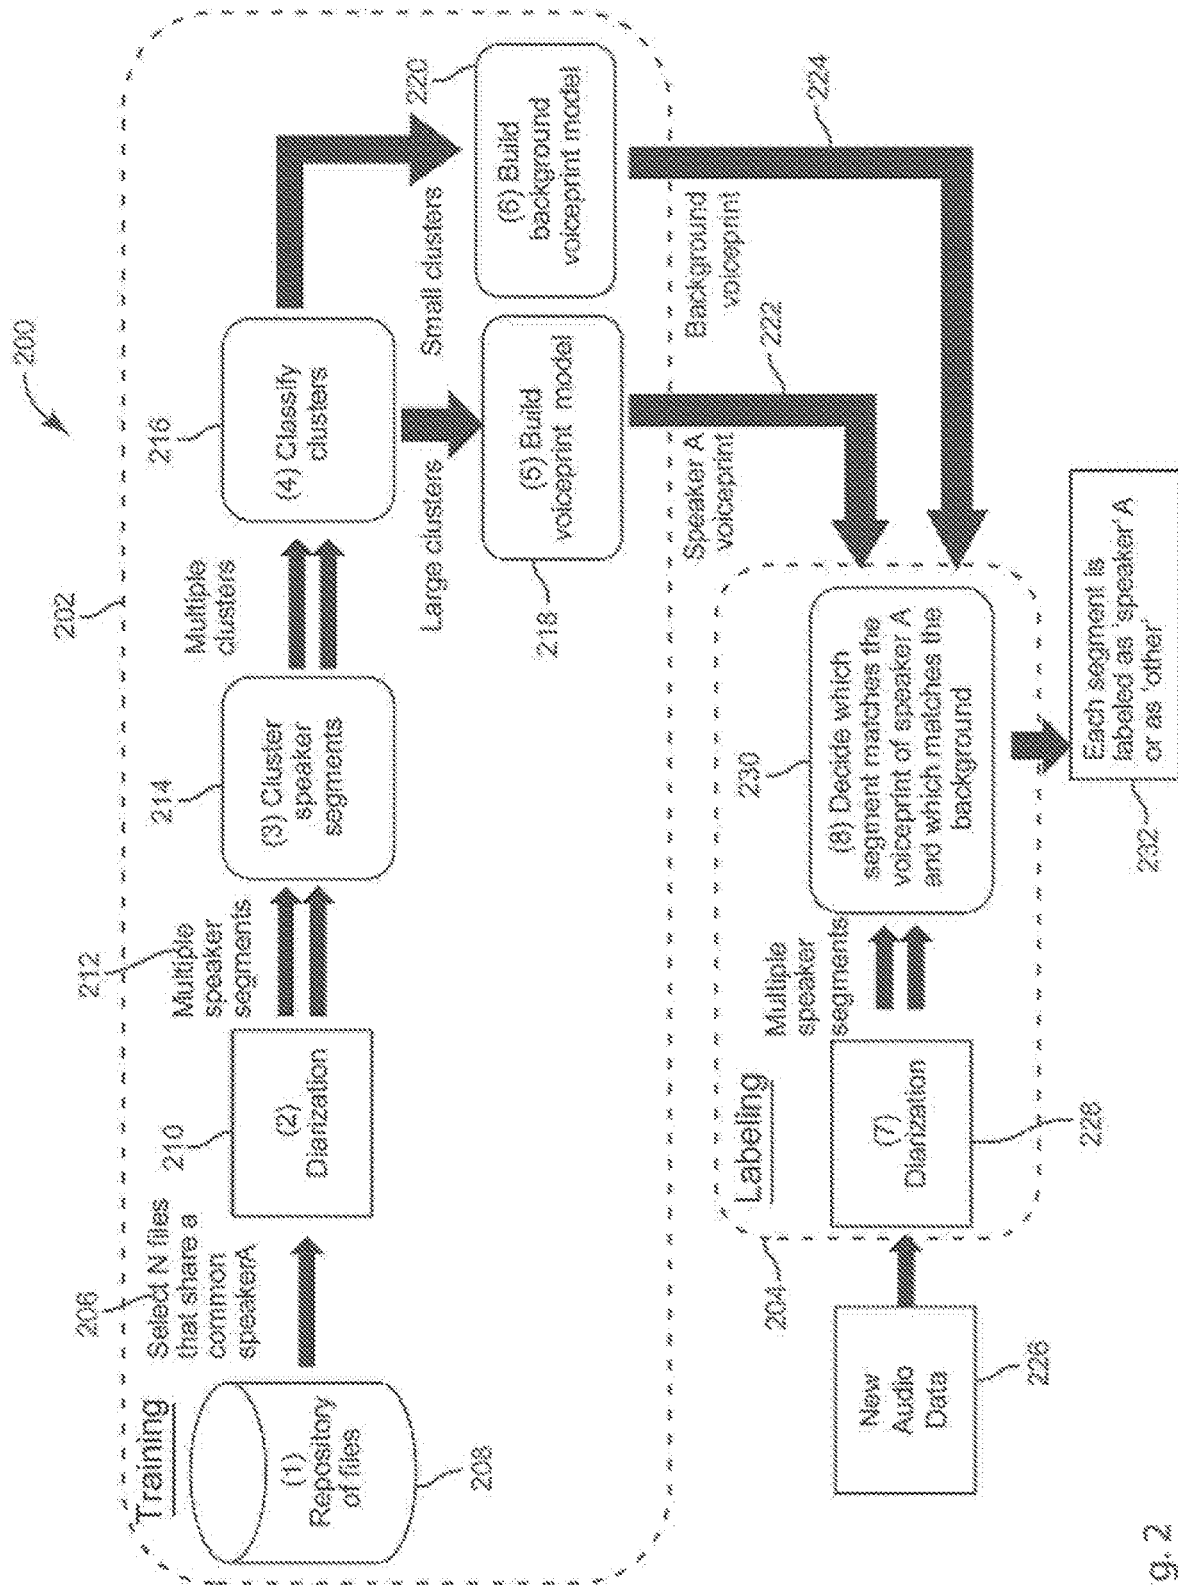 200
202
Training
206
Select N files
that share a
common
speakerA
(1)
Repository
of files
208
210
(2)
Diarization
212
Multiple
speaker
segments
214
(3) Cluster
speaker
segments
Multiple
clusters
216
(4) Classify
clusters
Large clusters
Small clusters
(5) Build
voiceprint model
218
220
(6) Build
background
voiceprint model
Speaker A
voiceprint
222
Background
voiceprint
224
Labeling
204
New
Audio
Data
226
(7)
Diarization
228
Multiple
speaker
segments
230
(8) Decide which
segment matches the
voiceprint of speaker A
and which matches the
background
Each segment is
labeled as 'speaker' A
or as 'other'
232
g. 2